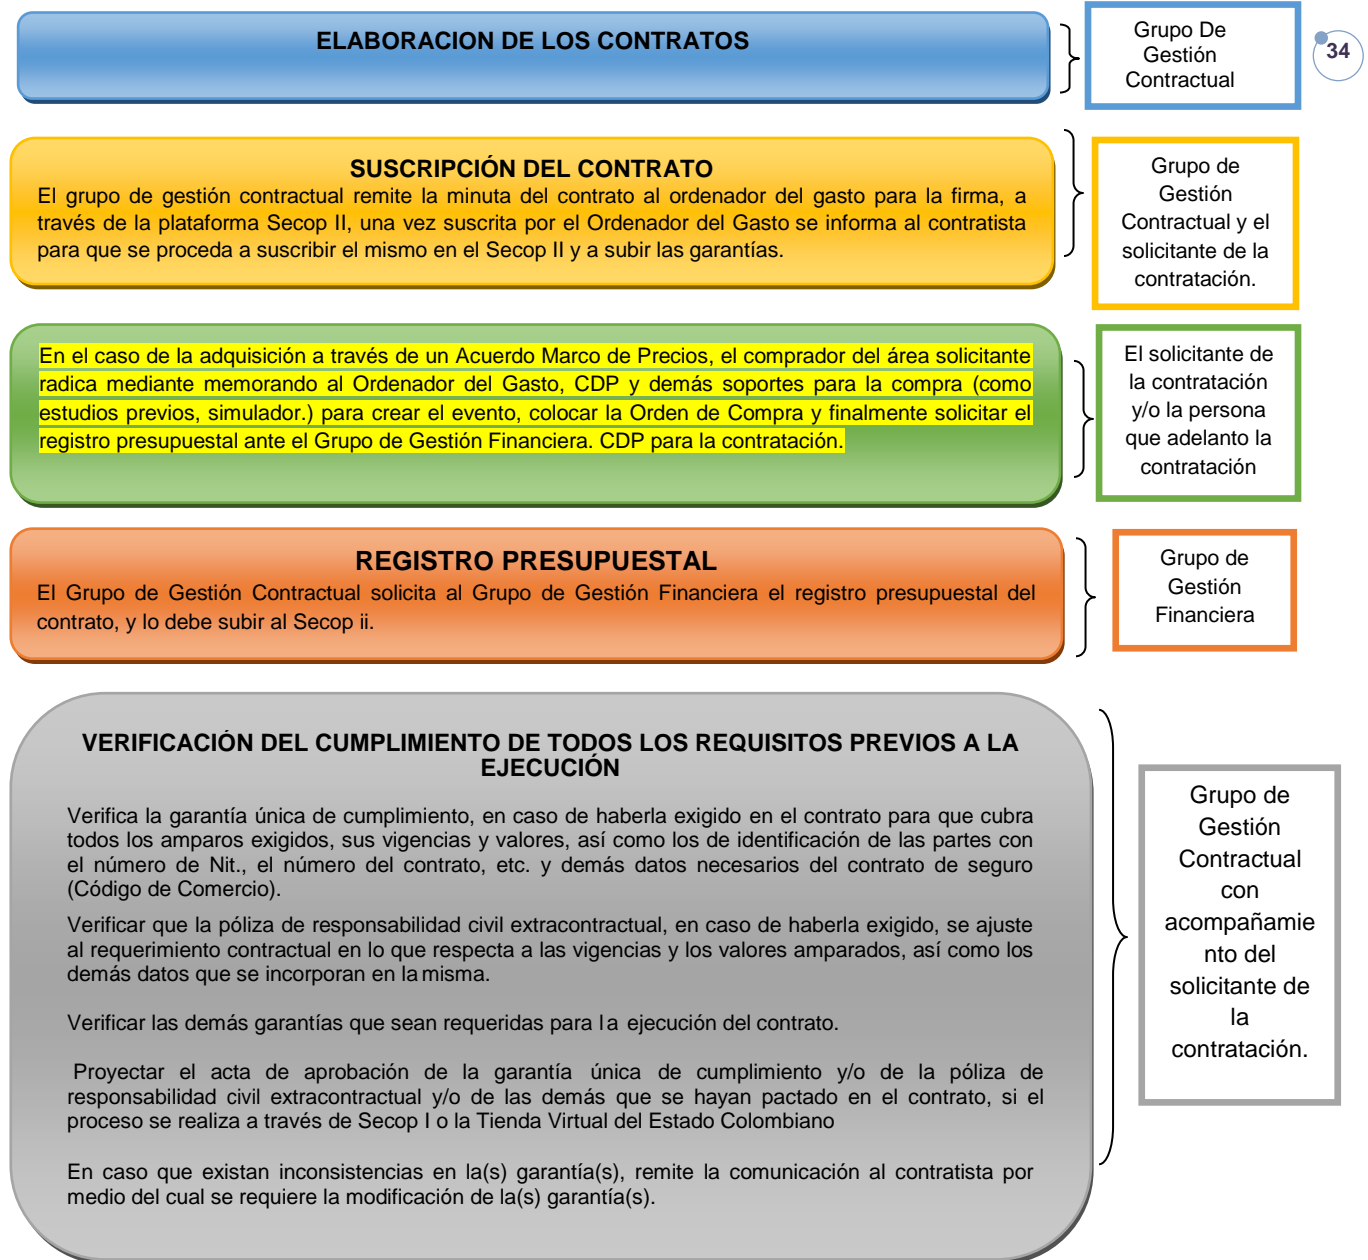 ELABORACION DE LOS CONTRATOS
Grupo De
Gestión
Contractual
34
SUSCRIPCIÓN DEL CONTRATO
El grupo de gestión contractual remite la minuta del contrato al ordenador del gasto para la firma, a
través de la plataforma Secop II, una vez suscrita por el Ordenador del Gasto se informa al contratista
para que se proceda a suscribir el mismo en el Secop II y a subir las garantías.
Grupo de
Gestión
Contractual y el
solicitante de la
contratación.
En el caso de la adquisición a través de un Acuerdo Marco de Precios, el comprador del área solicitante
radica mediante memorando al Ordenador del Gasto, CDP y demás soportes para la compra (como
estudios previos, simulador.) para crear el evento, colocar la Orden de Compra y finalmente solicitar el
registro presupuestal ante el Grupo de Gestión Financiera. CDP para la contratación.
El solicitante de
la contratación
y/o la persona
que adelanto la
contratación
REGISTRO PRESUPUESTAL
El Grupo de Gestión Contractual solicita al Grupo de Gestión Financiera el registro presupuestal del
contrato, y lo debe subir al Secop ii.
Grupo de
Gestión
Financiera
VERIFICACIÓN DEL CUMPLIMIENTO DE TODOS LOS REQUISITOS PREVIOS A LA
EJECUCIÓN
Verifica la garantía única de cumplimiento, en caso de haberla exigido en el contrato para que cubra
todos los amparos exigidos, sus vigencias y valores, así como los de identificación de las partes con
el número de Nit., el número del contrato, etc. y demás datos necesarios del contrato de seguro
(Código de Comercio).
Verificar que la póliza de responsabilidad civil extracontractual, en caso de haberla exigido, se ajuste
al requerimiento contractual en lo que respecta a las vigencias y los valores amparados, así como los
demás datos que se incorporan en la misma.
Verificar las demás garantías que sean requeridas para la ejecución del contrato.
Proyectar el acta de aprobación de la garantía única de cumplimiento y/o de la póliza de
responsabilidad civil extracontractual y/o de las demás que se hayan pactado en el contrato, si el
proceso se realiza a través de Secop I o la Tienda Virtual del Estado Colombiano
En caso que existan inconsistencias en la(s) garantía(s), remite la comunicación al contratista por
medio del cual se requiere la modificación de la(s) garantía(s).
Grupo de
Gestión
Contractual
con
acompañamie
nto del
solicitante de
la
contratación.